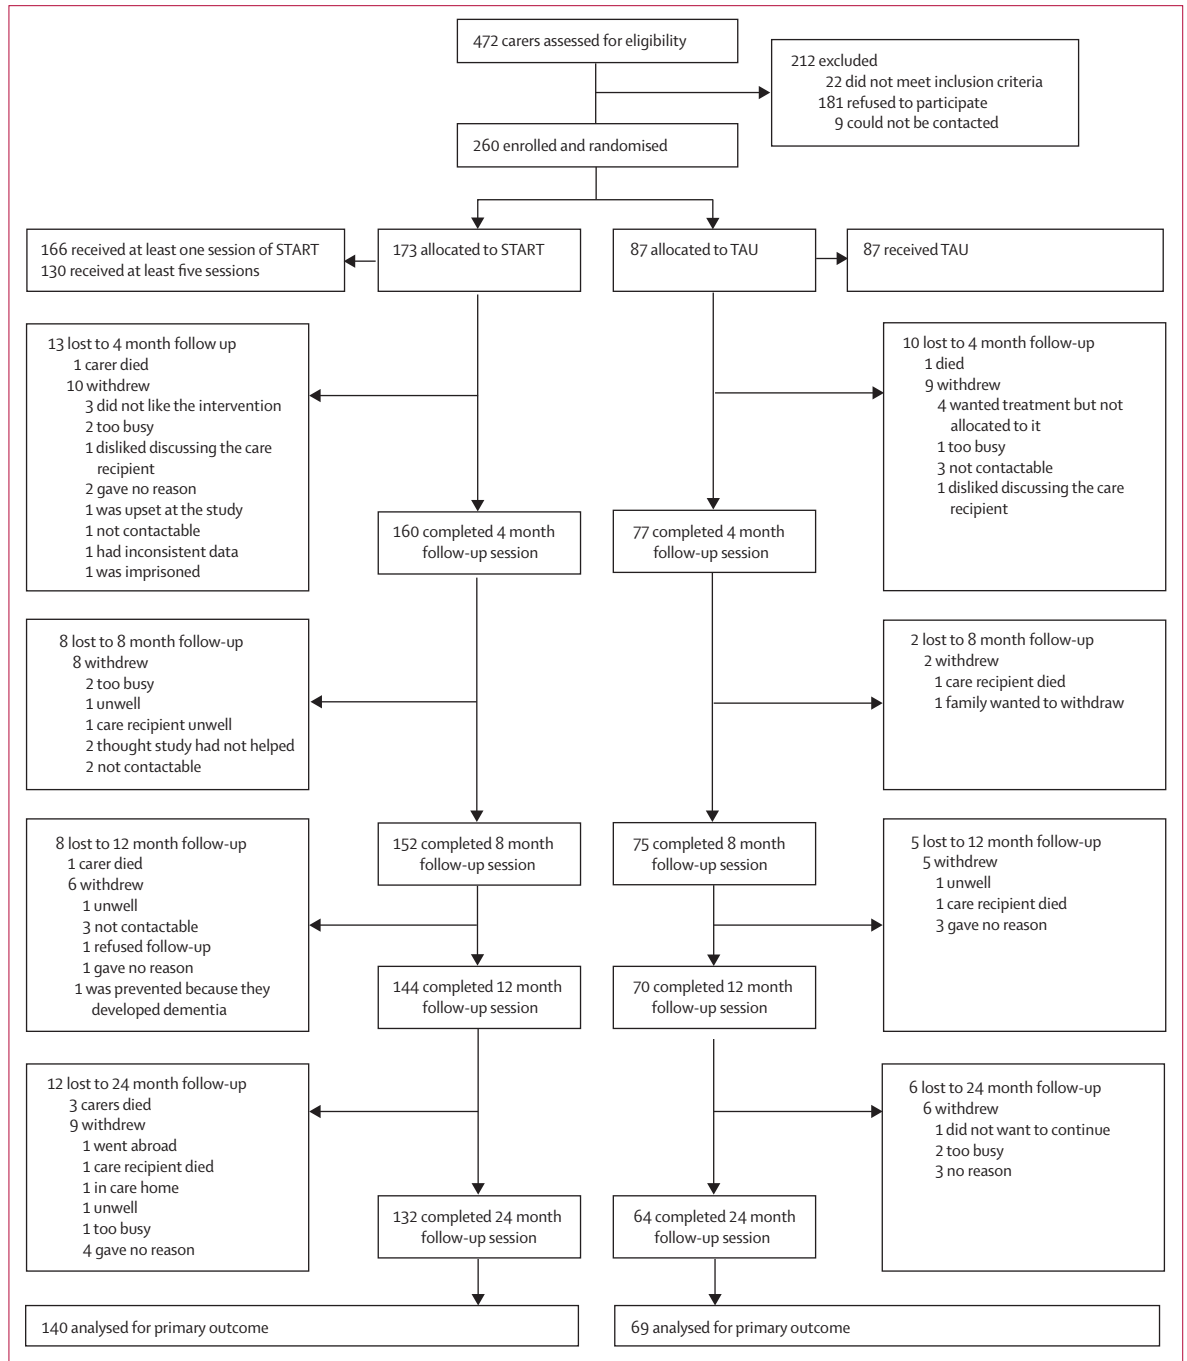 472 carers assessed for eligibility
212 excluded
22 did not meet inclusion criteria
181 refused to participate
9 could not be contacted
260 enrolled and randomised
166 received at least one session of START
130 received at least five sessions
173 allocated to START
87 allocated to TAU
87 received TAU
13 lost to 4 month follow up
1 carer died
10 withdrew
3 did not like the intervention
2 too busy
1 disliked discussing the care
recipient
2 gave no reason
1 was upset at the study
1 not contactable
1 had inconsistent data
1 was imprisoned
10 lost to 4 month follow-up
1 died
9 withdrew
4 wanted treatment but not
allocated to it
1 too busy
3 not contactable
1 disliked discussing the care
recipient
160 completed 4 month
follow-up session
77 completed 4 month
follow-up session
8 lost to 8 month follow-up
8 withdrew
2 too busy
1 unwell
1 care recipient unwell
2 thought study had not helped
2 not contactable
2 lost to 8 month follow-up
2 withdrew
1 care recipient died
1 family wanted to withdraw
152 completed 8 month
follow-up session
75 completed 8 month
follow-up session
8 lost to 12 month follow-up
1 carer died
6 withdrew
1 unwell
3 not contactable
1 refused follow-up
1 gave no reason
1 was prevented because they
developed dementia
5 lost to 12 month follow-up
5 withdrew
1 unwell
1 care recipient died
3 gave no reason
144 completed 12 month
follow-up session
70 completed 12 month
follow-up session
12 lost to 24 month follow-up
3 carers died
9 withdrew
1 went abroad
1 care recipient died
1 in care home
1 unwell
1 too busy
4 gave no reason
6 lost to 24 month follow-up
6 withdrew
1 did not want to continue
2 too busy
3 no reason
132 completed 24 month
follow-up session
64 completed 24 month
follow-up session
140 analysed for primary outcome
69 analysed for primary outcome